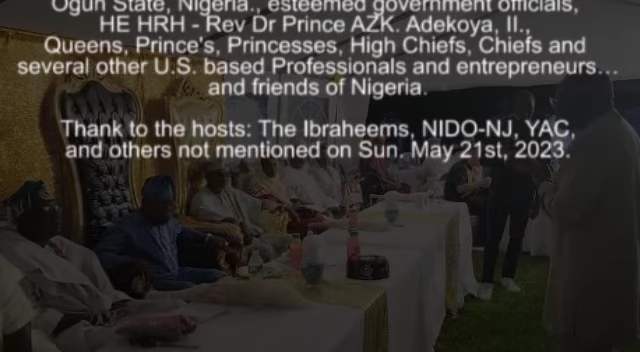 Ogun State, Nigeria., esteemed government officials,
HE HRH - Rev Dr Prince AZK. Adekoya, II.,
Queens, Prince's, Princesses, High Chiefs, Chiefs and
several other U.S. based Professionals and entrepreneurs...
and friends of Nigeria.
Thank to the hosts: The Ibraheems, NIDO-NJ, YAC,
and others not mentioned on Sun. May 21st, 2023.